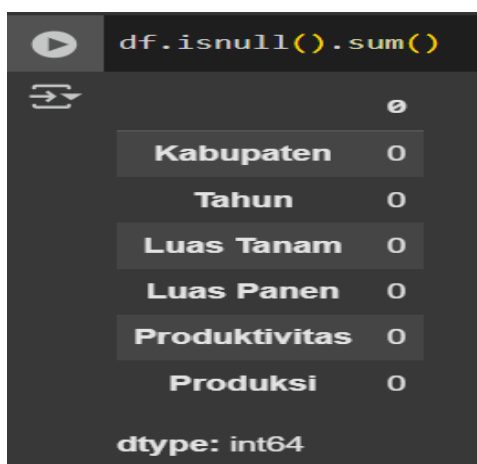 df.isnull().sum()
0
Kabupaten 0
Tahun 0
Luas Tanam 0
Luas Panen 0
Produktivitas 0
Produksi 0
dtype: int64